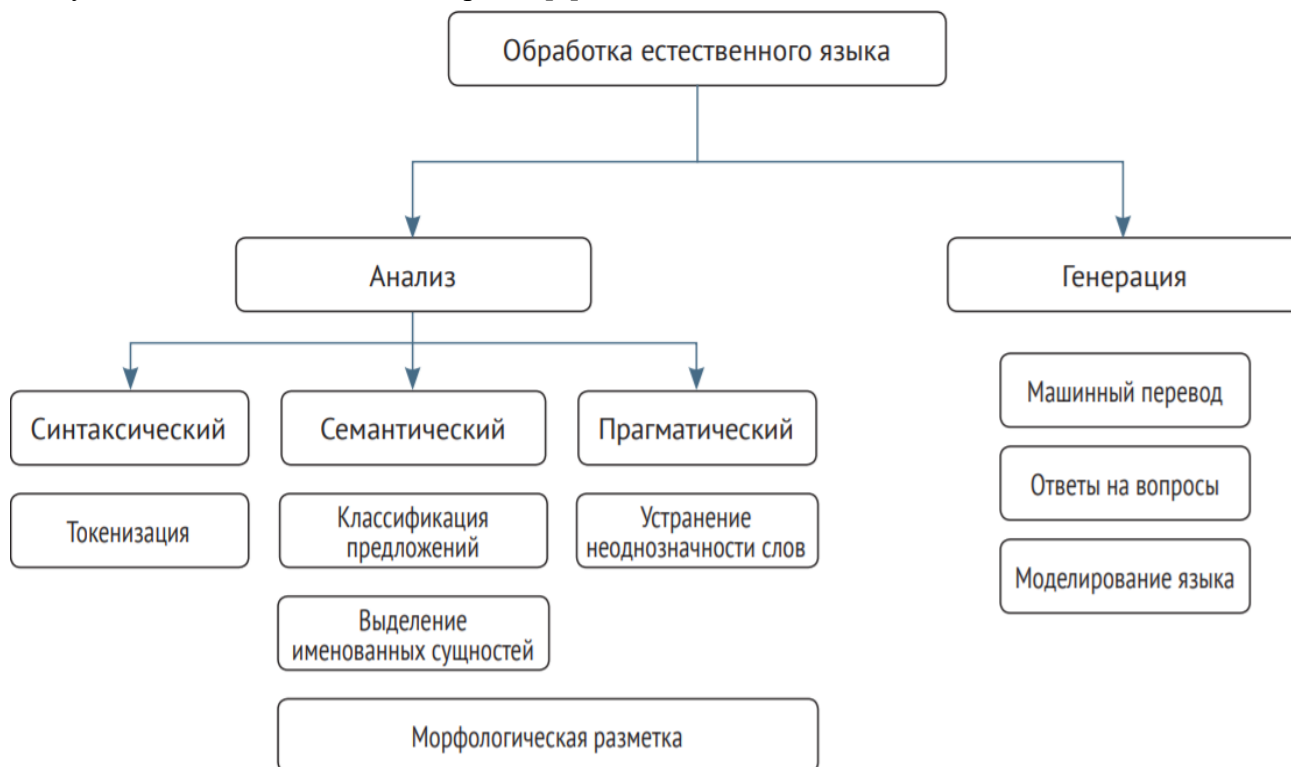 Обработка естественного языка
Анализ
Генерация
Синтаксический
Семантический
Прагматический
Токенизация
Классификация
предложений
Устранение
неоднозначности слов
Выделение
именованных сущностей
Морфологическая разметка
Машинный перевод
Ответы на вопросы
Моделирование языка